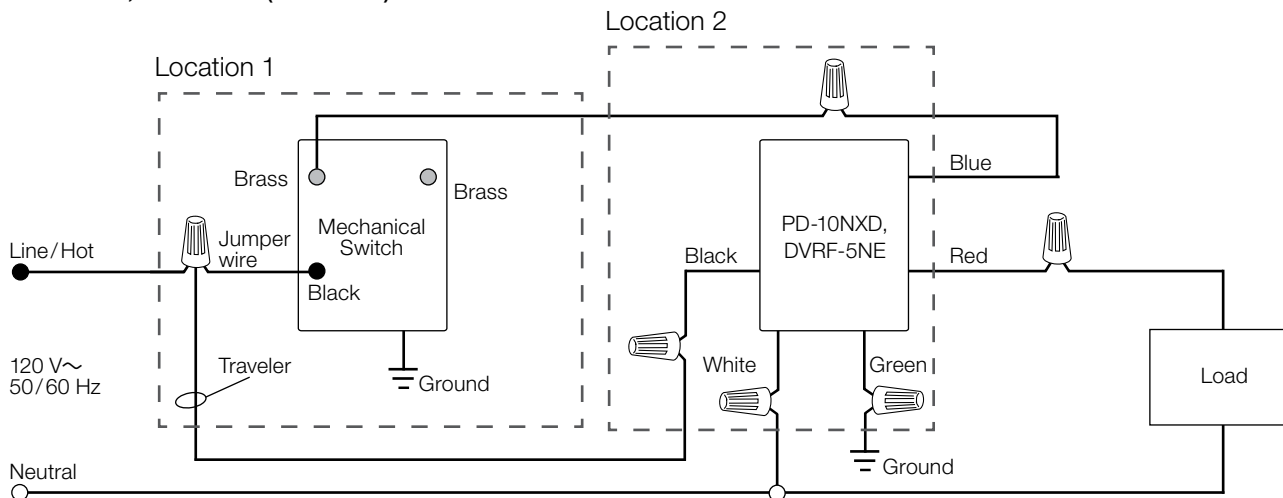 Location 2
Location 1
Brass
Brass
Blue
Mechanical
Switch
PD-10NXD,
DVRF-5NE
Line/Hot
Jumper
wire
Black
Black
Red
120 V~
50/60 Hz
Traveler
Ground
White
Green
Load
Ground
Neutral